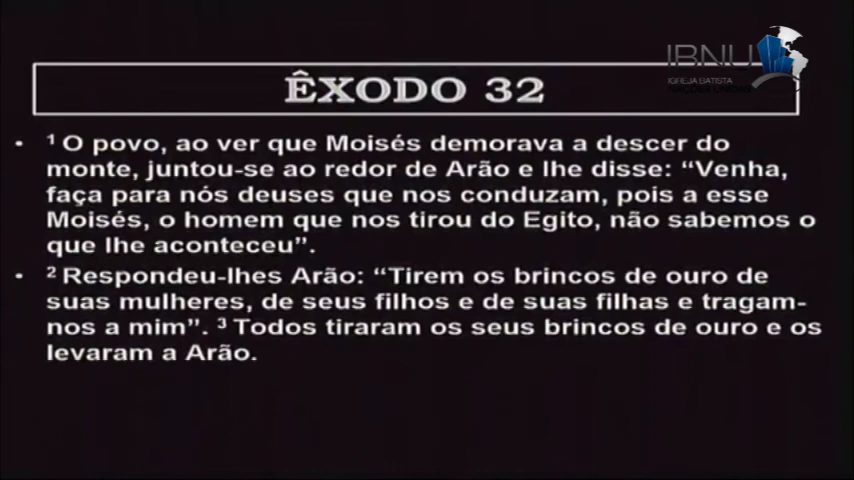 IBNU
IGREJA BATISTA
NAÇÕES UNIDAS
ÊXODO 32
• ¹ O povo, ao ver que Moisés demorava a descer do
monte, juntou-se ao redor de Arão e lhe disse: “Venha,
faça para nós deuses que nos conduzam, pois a esse
Moisés, o homem que nos tirou do Egito, não sabemos o
que lhe aconteceu”.
• ² Respondeu-lhes Arão: “Tirem os brincos de ouro de
suas mulheres, de seus filhos e de suas filhas e tragam-
nos a mim”. ³ Todos tiraram os seus brincos de ouro e os
levaram a Arão.